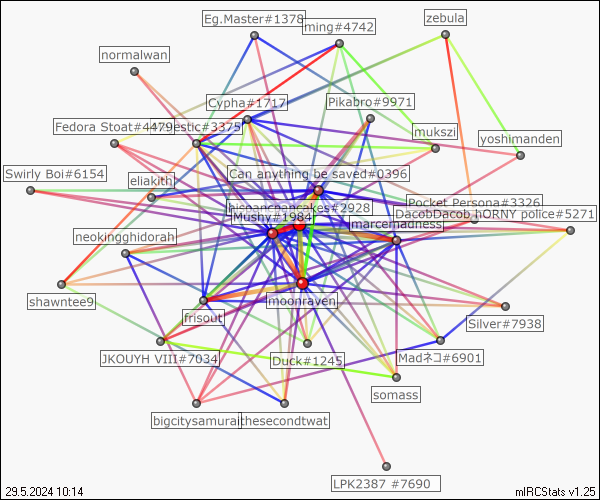 Eg.Master#1378
ming#4742
zebula
normalwan
Cypha#1717
Pikabro#9971
Fedora Stoat#4479
estic#3375
mukszi
yoshimanden
Swirly Boi#6154
eliakith
Can anything be saved#0396
Pocket Persona#3326
hispanchancakes#2928
DacobDacob hORNY police#5271
Mushy#1984
marcemadness
neokingghidorah
shawntee9
moonraven
frisout
Silver#7938
JKOUYH VIII#7034
Duck#1245
Madネコ#6901
somass
bigcitysamurai
thesecondtwat
LPK2387 #7690
29.5.2024 10:14
mIRCStats v1.25